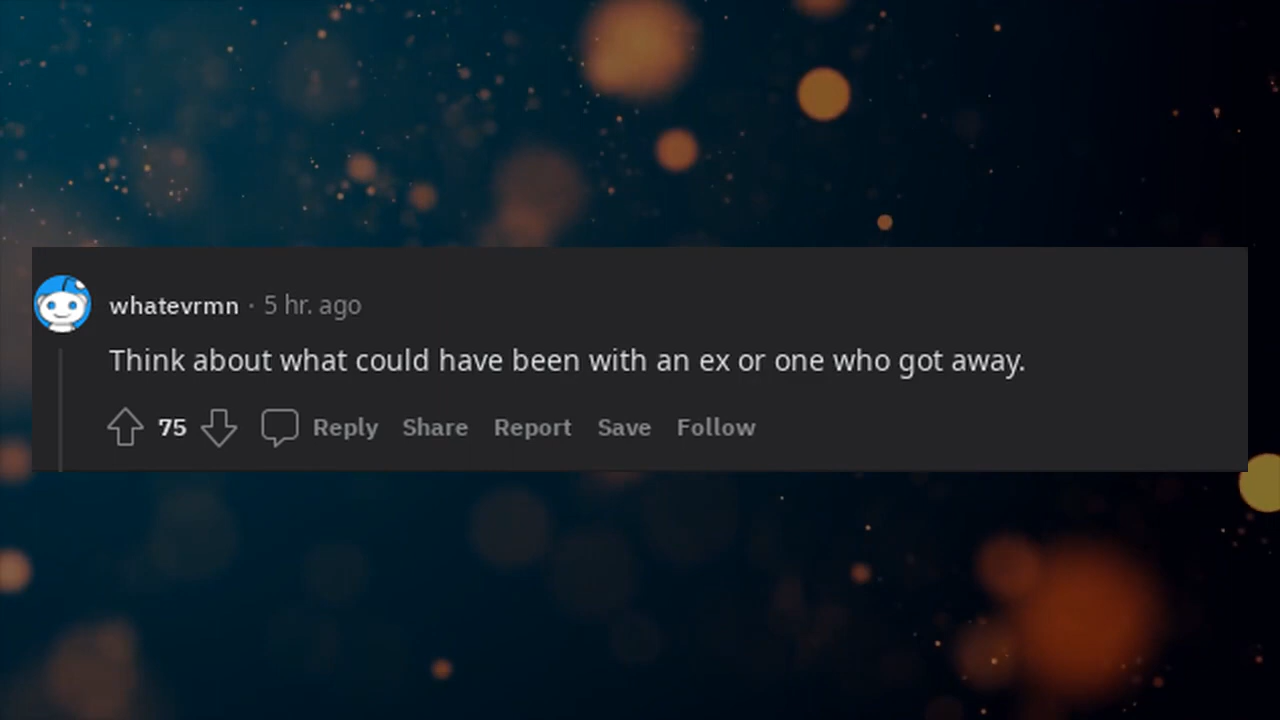 whatevrmn · 5 hr. ago
Think about what could have been with an ex or one who got away.
75 Reply Share Report Save Follow